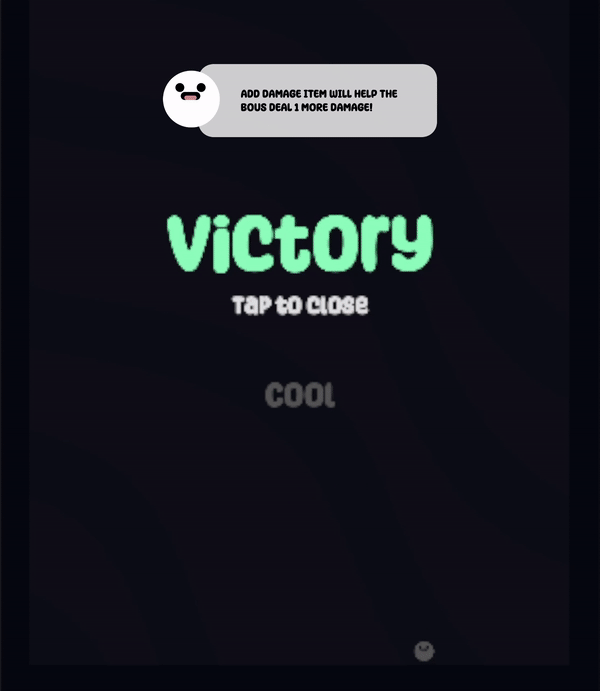 ADD DAMAGE ITEM WILL HELP THE
BOUS DEAL 1 MORE DAMAGE!
Victory
TAP to CLOSE
COOL